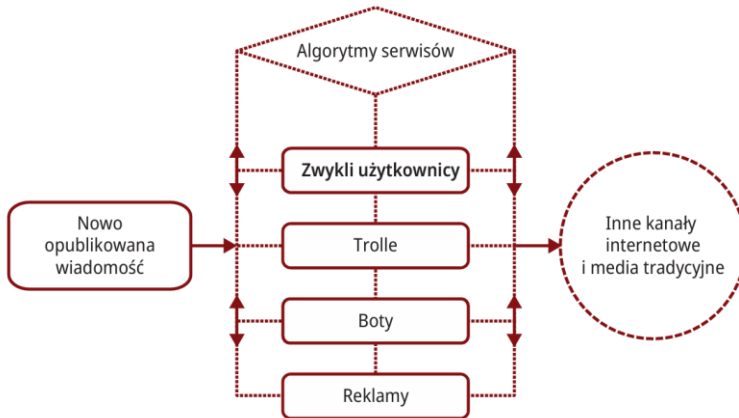 Algorytmy serwisów
Zwykli użytkownicy
Nowo
opublikowana
wiadomość
Trolle
Inne kanały
internetowe
i media tradycyjne
Boty
Reklamy